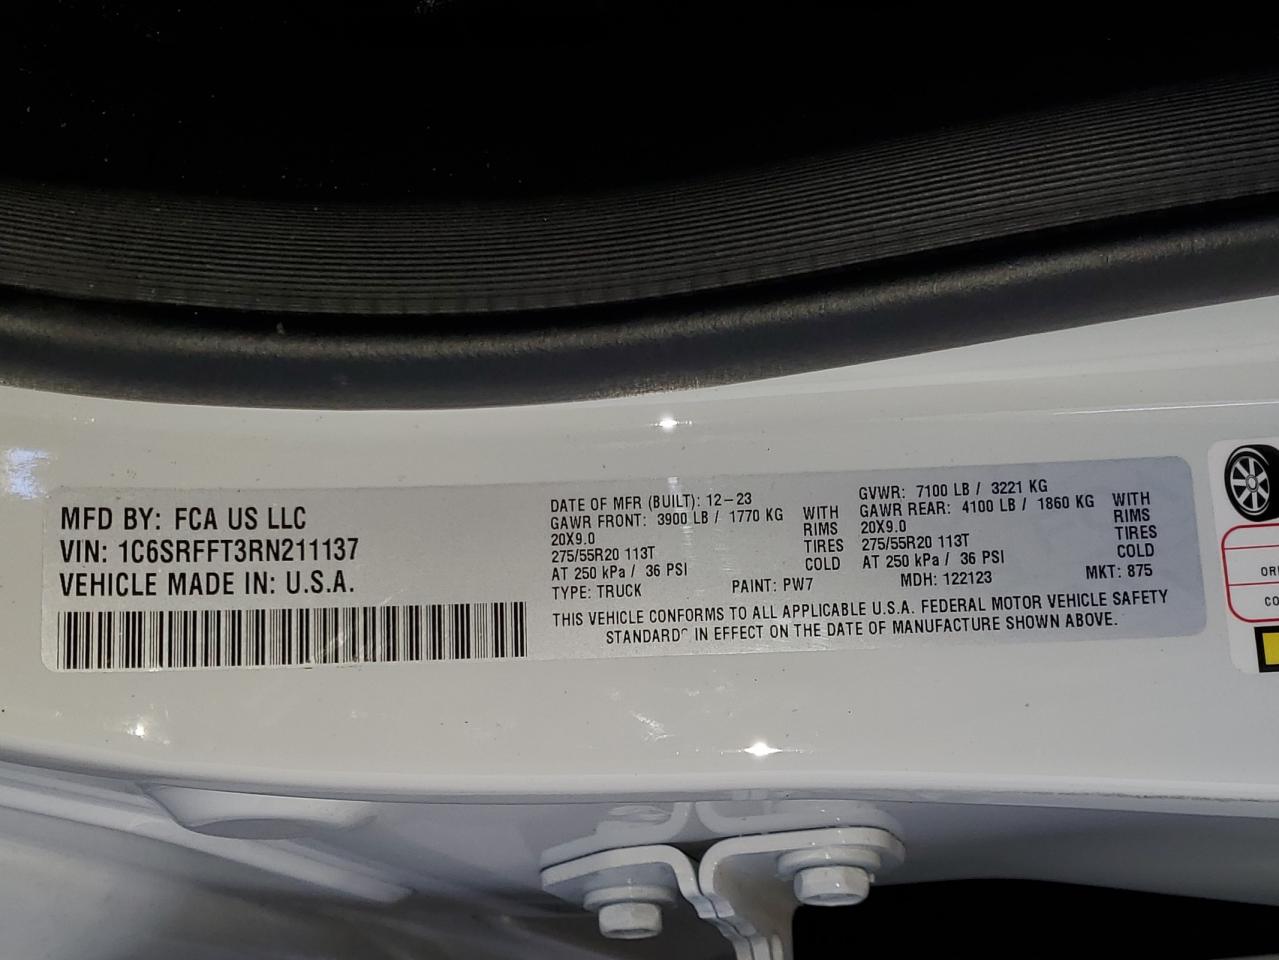 MFD BY: FCA US LLC
VIN: 1C6SRFFT3RN211137
VEHICLE MADE IN: U.S.A.
DATE OF MFR (BUILT): 12-23
GAWR FRONT: 3900 LB / 1770 KG WITH
20X9.0 RIMS
275/55R20 113T TIRES
AT 250 kPa / 36 PSI COLD
TYPE: TRUCK PAINT: PW7
GVWR: 7100 LB / 3221 KG
GAWR REAR: 4100 LB / 1860 KG WITH
20X9.0 RIMS
275/55R20 113T TIRES
AT 250 kPa / 36 PSI COLD
MDH: 122123 MKT: 875
THIS VEHICLE CONFORMS TO ALL APPLICABLE U.S.A. FEDERAL MOTOR VEHICLE SAFETY
STANDARDS IN EFFECT ON THE DATE OF MANUFACTURE SHOWN ABOVE.